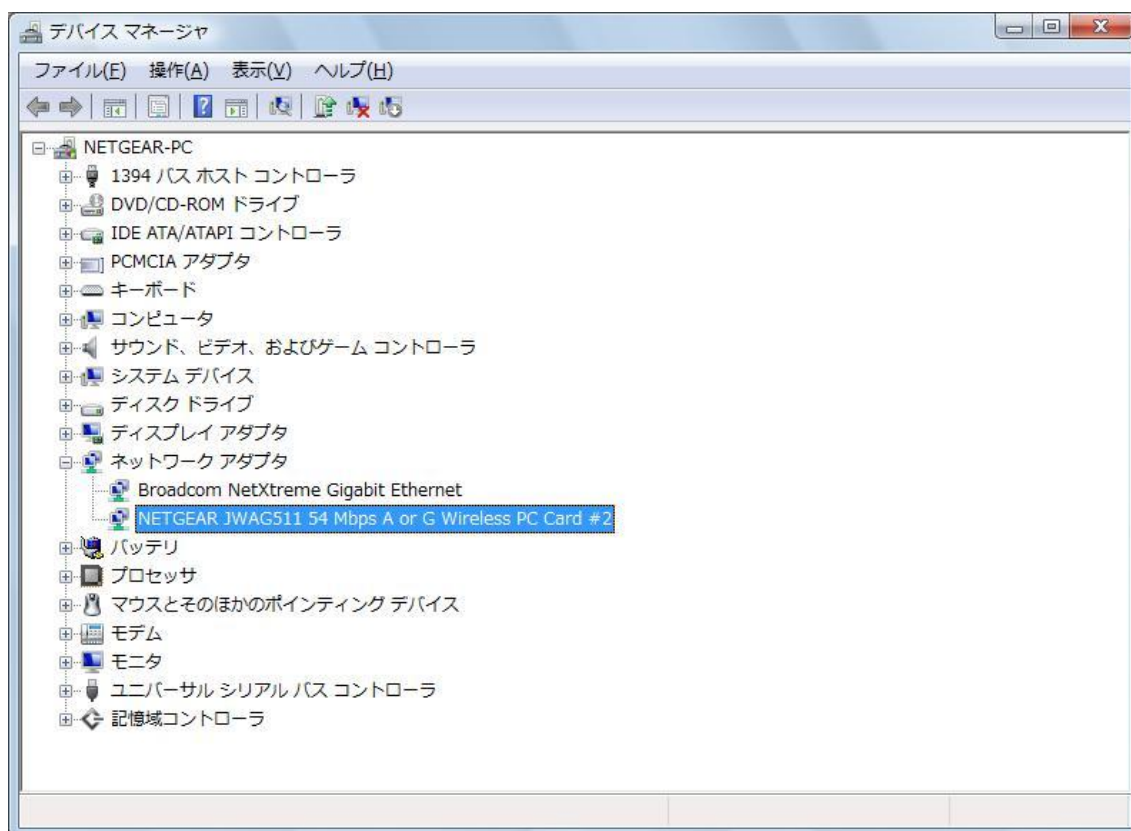 デバイス マネージャ
ファイル(F) 操作(A) 表示(V) ヘルプ(H)
NETGEAR-PC
1394 バス ホスト コントローラ
DVD/CD-ROM ドライブ
IDE ATA/ATAPI コントローラ
PCMCIA アダプタ
キーボード
コンピュータ
サウンド、ビデオ、およびゲーム コントローラ
システム デバイス
ディスク ドライブ
ディスプレイ アダプタ
ネットワーク アダプタ
Broadcom NetXtreme Gigabit Ethernet
NETGEAR JWAG511 54 Mbps A or G Wireless PC Card #2
バッテリ
プロセッサ
マウスとそのほかのポインティング デバイス
モデム
モニタ
ユニバーサル シリアル バス コントローラ
記憶域コントローラ